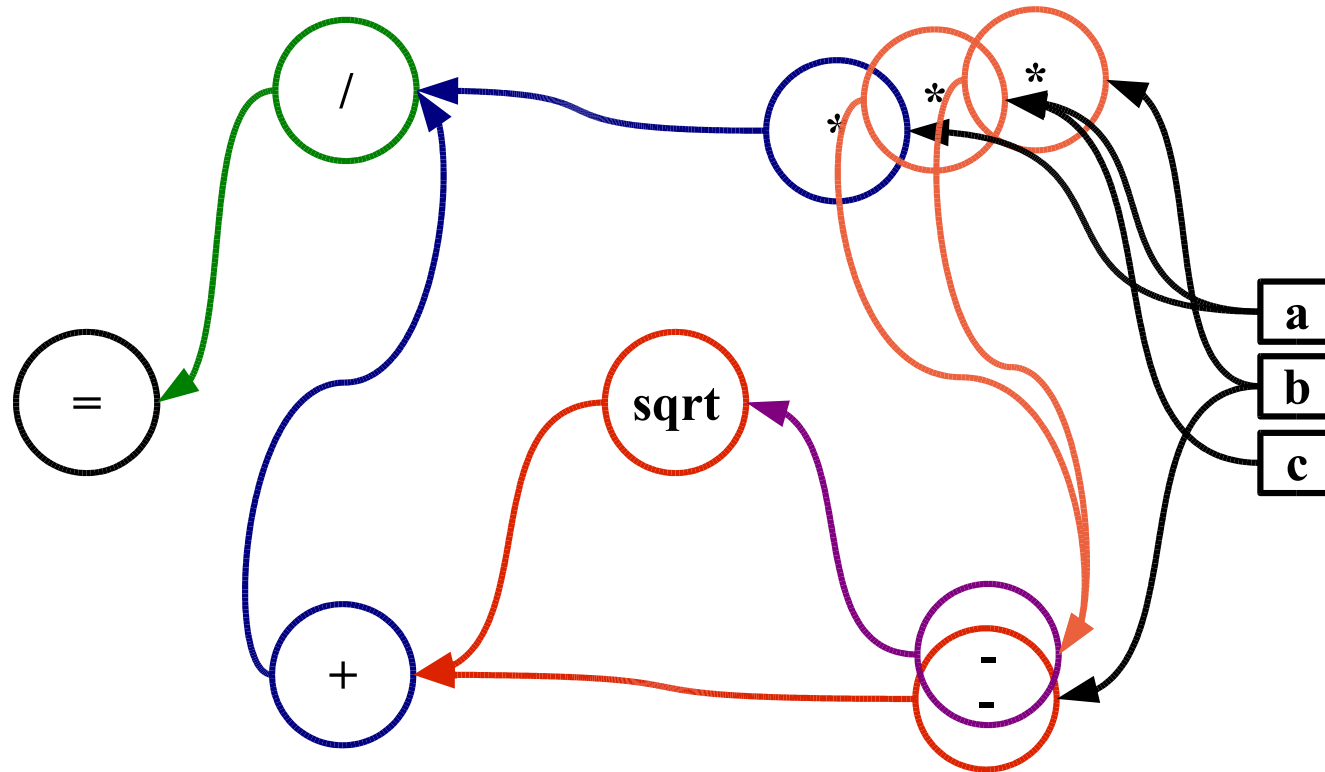 /
*
*
*
a
b
c
=
sqrt
+
-
-